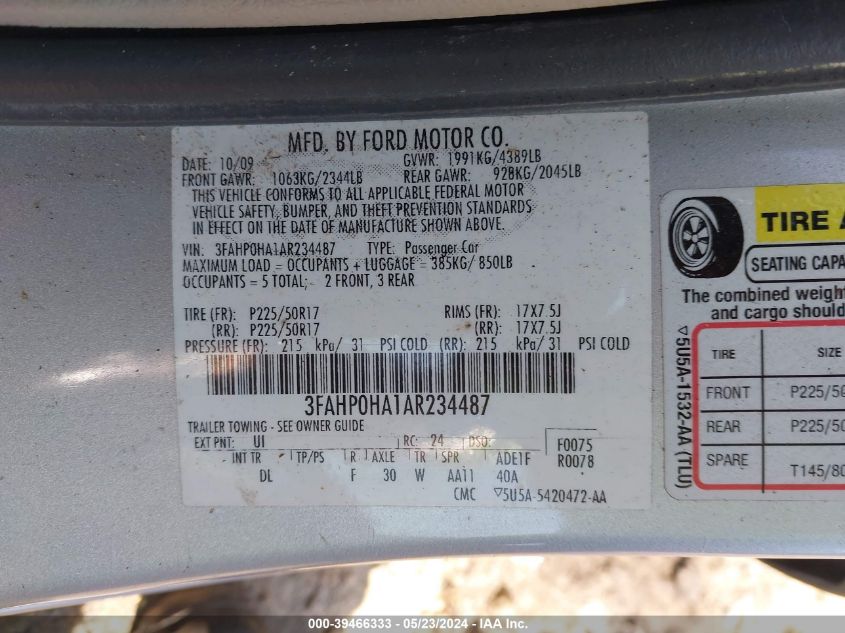 MFD. BY FORD MOTOR CO.
DATE: 10/09 GVWR: 1991KG/4389LB
FRONT GAWR: 1063KG/2344LB REAR GAWR: 928KG/2045LB
THIS VEHICLE CONFORMS TO ALL APPLICABLE FEDERAL MOTOR
VEHICLE SAFETY, BUMPER, AND THEFT PREVENTION STANDARDS
IN EFFECT ON THE DATE OF MANUFACTURE SHOWN ABOVE.
VIN: 3FAHP0HA1AR234487 TYPE: Passenger Car
MAXIMUM LOAD = OCCUPANTS + LUGGAGE = 385KG/ 850LB
OCCUPANTS = 5 TOTAL; 2 FRONT, 3 REAR
TIRE (FR): P225/50R17 RIMS (FR): 17X7.5J
(RR): P225/50R17 (RR): 17X7.5J
PRESSURE (FR): 215 kPa/ 31 PSI COLD (RR): 215 kPa/ 31 PSI COLD
3FAHP0HA1AR234487
TRAILER TOWING - SEE OWNER GUIDE
EXT PNT: UI RC: 24 DSO: F0075
INT TR TP/PS R AXLE TR SPR ADE1F R0078
DL F 30 W AA11 40A
CMC ▽5U5A-5420472-AA
TIRE A
SEATING CAPA
The combined weigh
and cargo should
▽5U5A-1532-AA (TLU)
TIRE SIZE
FRONT P225/50
REAR P225/50
SPARE T145/80
000-39466333 / 05/23/2024 - IAA Inc.